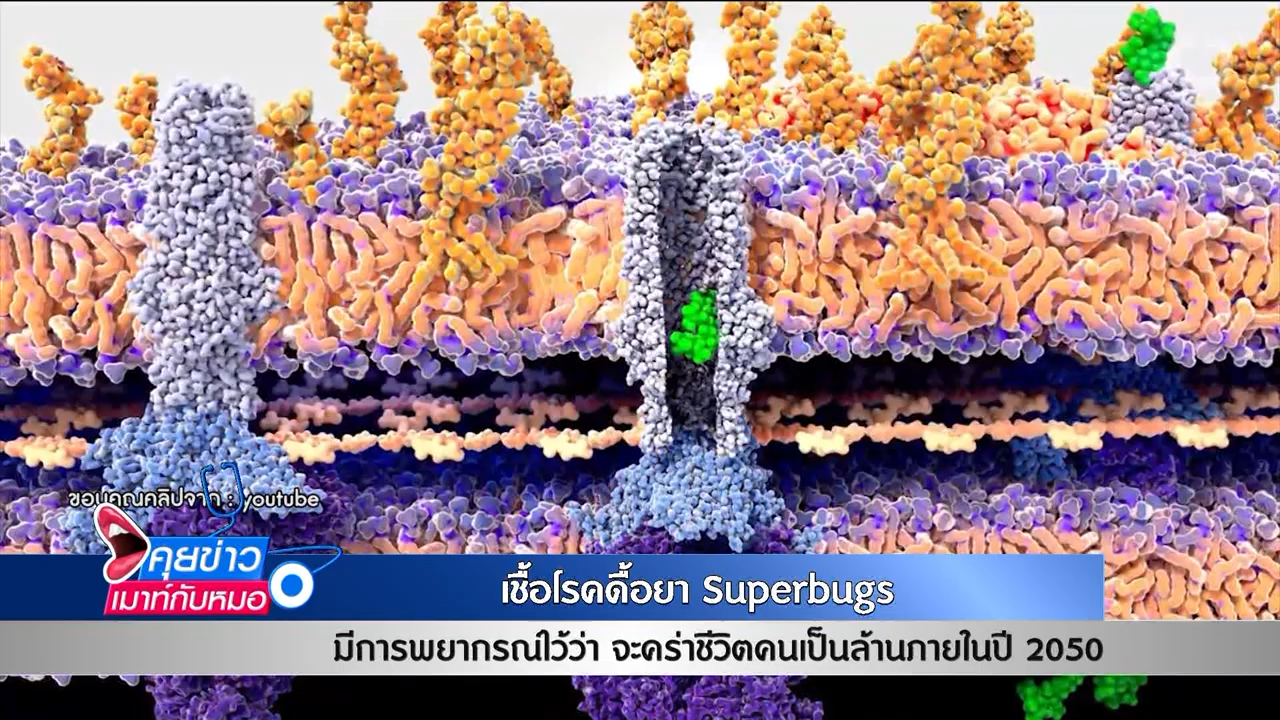 ขอบคุณคลิปจาก : youtube
คุยข่าว
เมาท์กับหมอ
เชื้อโรคดื้อยา Superbugs
มีการพยากรณ์ไว้ว่า จะคร่าชีวิตคนเป็นล้านภายในปี 2050